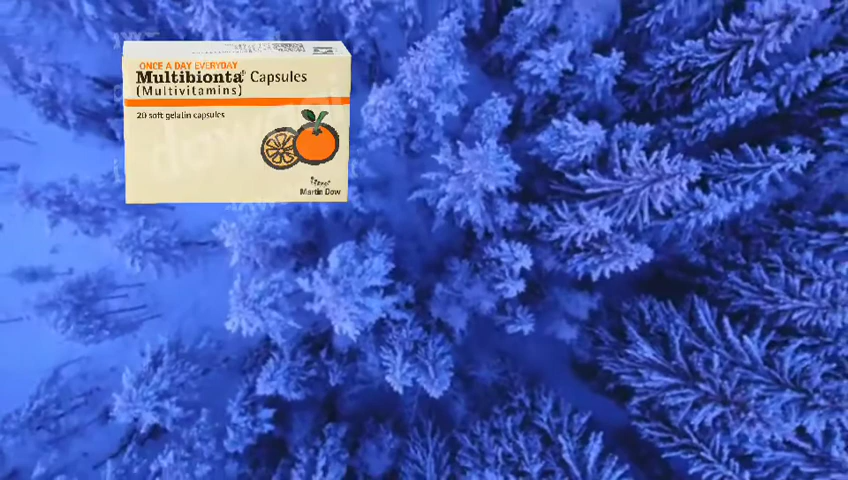 ONCE A DAY EVERYDAY
Multibionta® Capsules
(Multivitamins)
20 soft gelatin capsules
Martin Dow